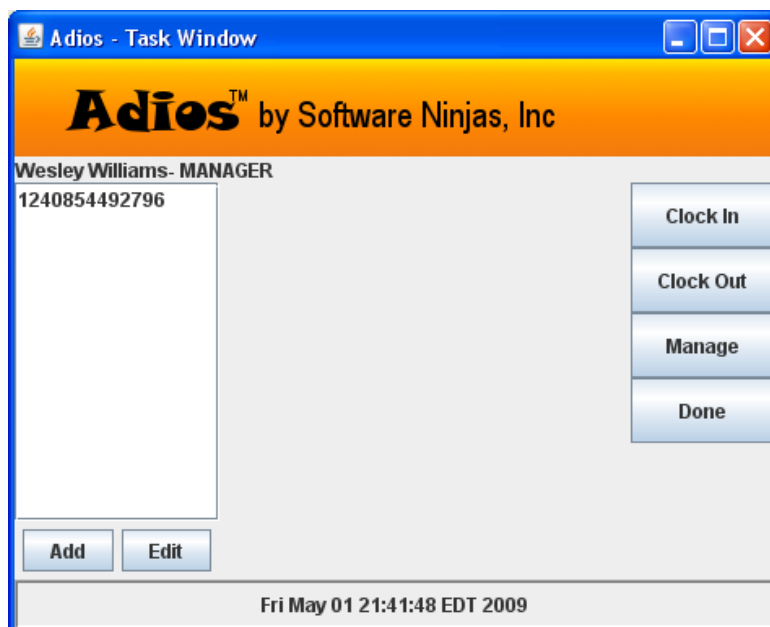 Adios - Task Window
Adios™ by Software Ninjas, Inc
Wesley Williams- MANAGER
1240854492796
Clock In
Clock Out
Manage
Done
Add Edit
Fri May 01 21:41:48 EDT 2009